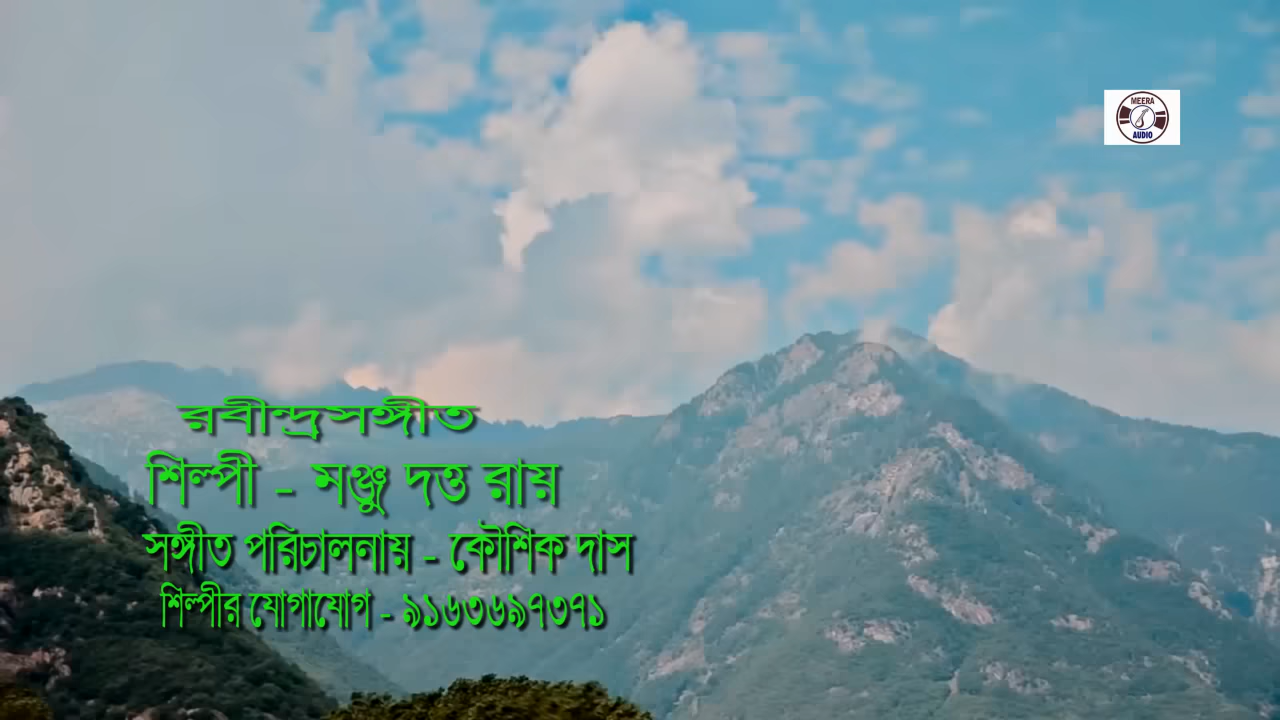 MEERA
AUDIO
রবীন্দ্রসঙ্গীত
শিল্পী - মঞ্জু দত্ত রায়
সঙ্গীত পরিচালনায় - কৌশিক দাস
শিল্পীর যোগাযোগ - ৯১৬৩৬৯৭৩৭১